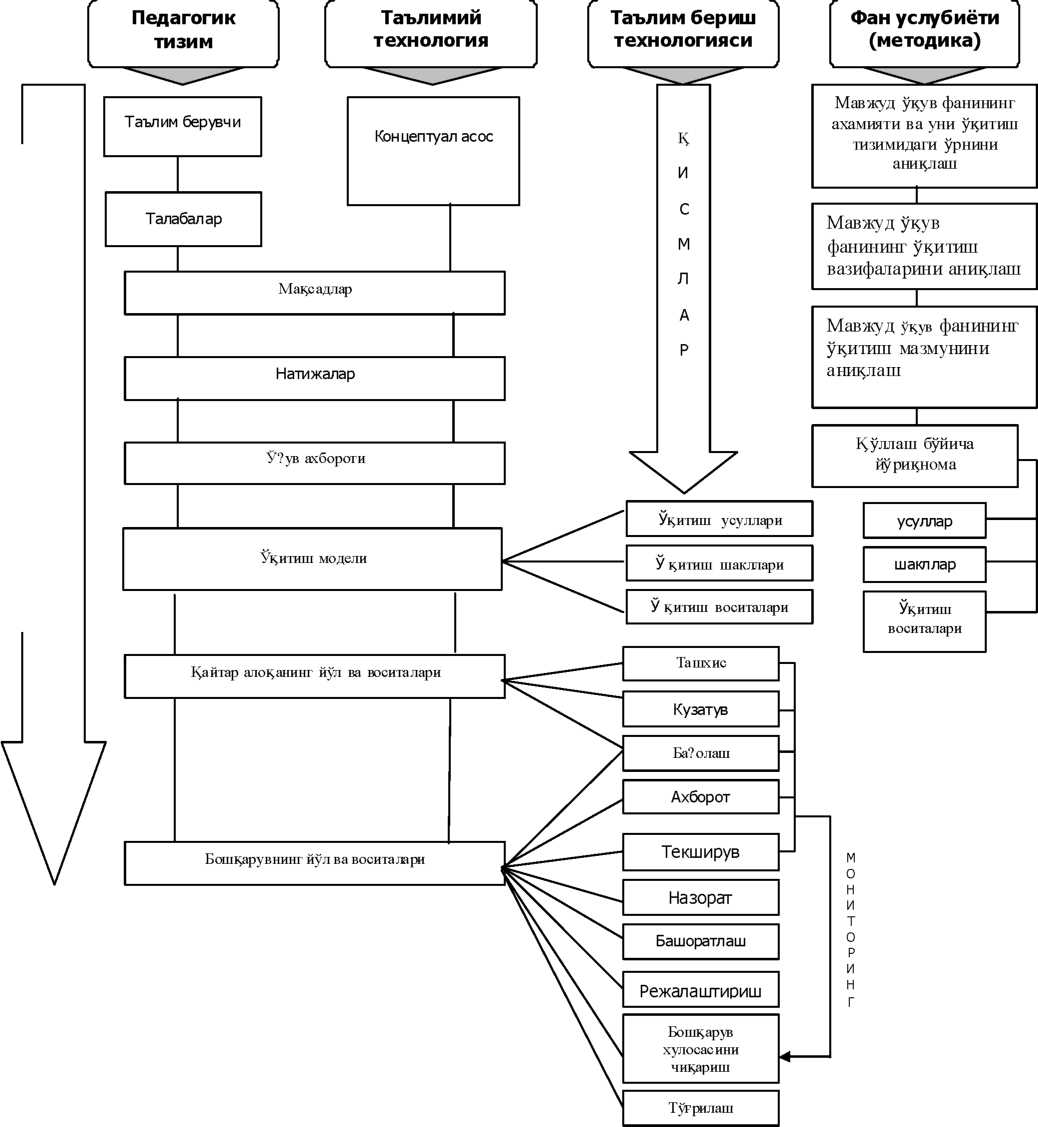 Педагогик
тизим
Таълимий
технология
Таълим бериш
технологияси
Фан услубиёти
(методика)
Таълим берувчи
Талабалар
Концептуал асос
Мақсадлар
Натижалар
Ў?ув ахбороти
Ўқитиш модели
Қайтар алоқанинг йўл ва воситалари
Бошқарувнинг йўл ва воситалари
Қ
И
С
М
Л
А
Р
Ўқитиш усуллари
Ў қитиш шакллари
Ў қитиш воситалари
Ташхис
Кузатув
Ба?олаш
Ахборот
Текширув
Назорат
Башоратлаш
Режалаштириш
Бошқарув
хулосасини
чиқариш
Тўғрилаш
Мавжуд ўқув фанининг
ахамияти ва уни ўқитиш
тизимидаги ўрнини
аниқлаш
Мавжуд ўқув
фанининг ўқитиш
вазифаларини аниқлаш
Мавжуд ўқув фанининг
ўқитиш мазмунини
аниқлаш
Қўллаш бўйича
йўриқнома
усуллар
шакллар
Ўқитиш
воситалари
М
О
Н
И
Т
О
Р
И
Н
Г